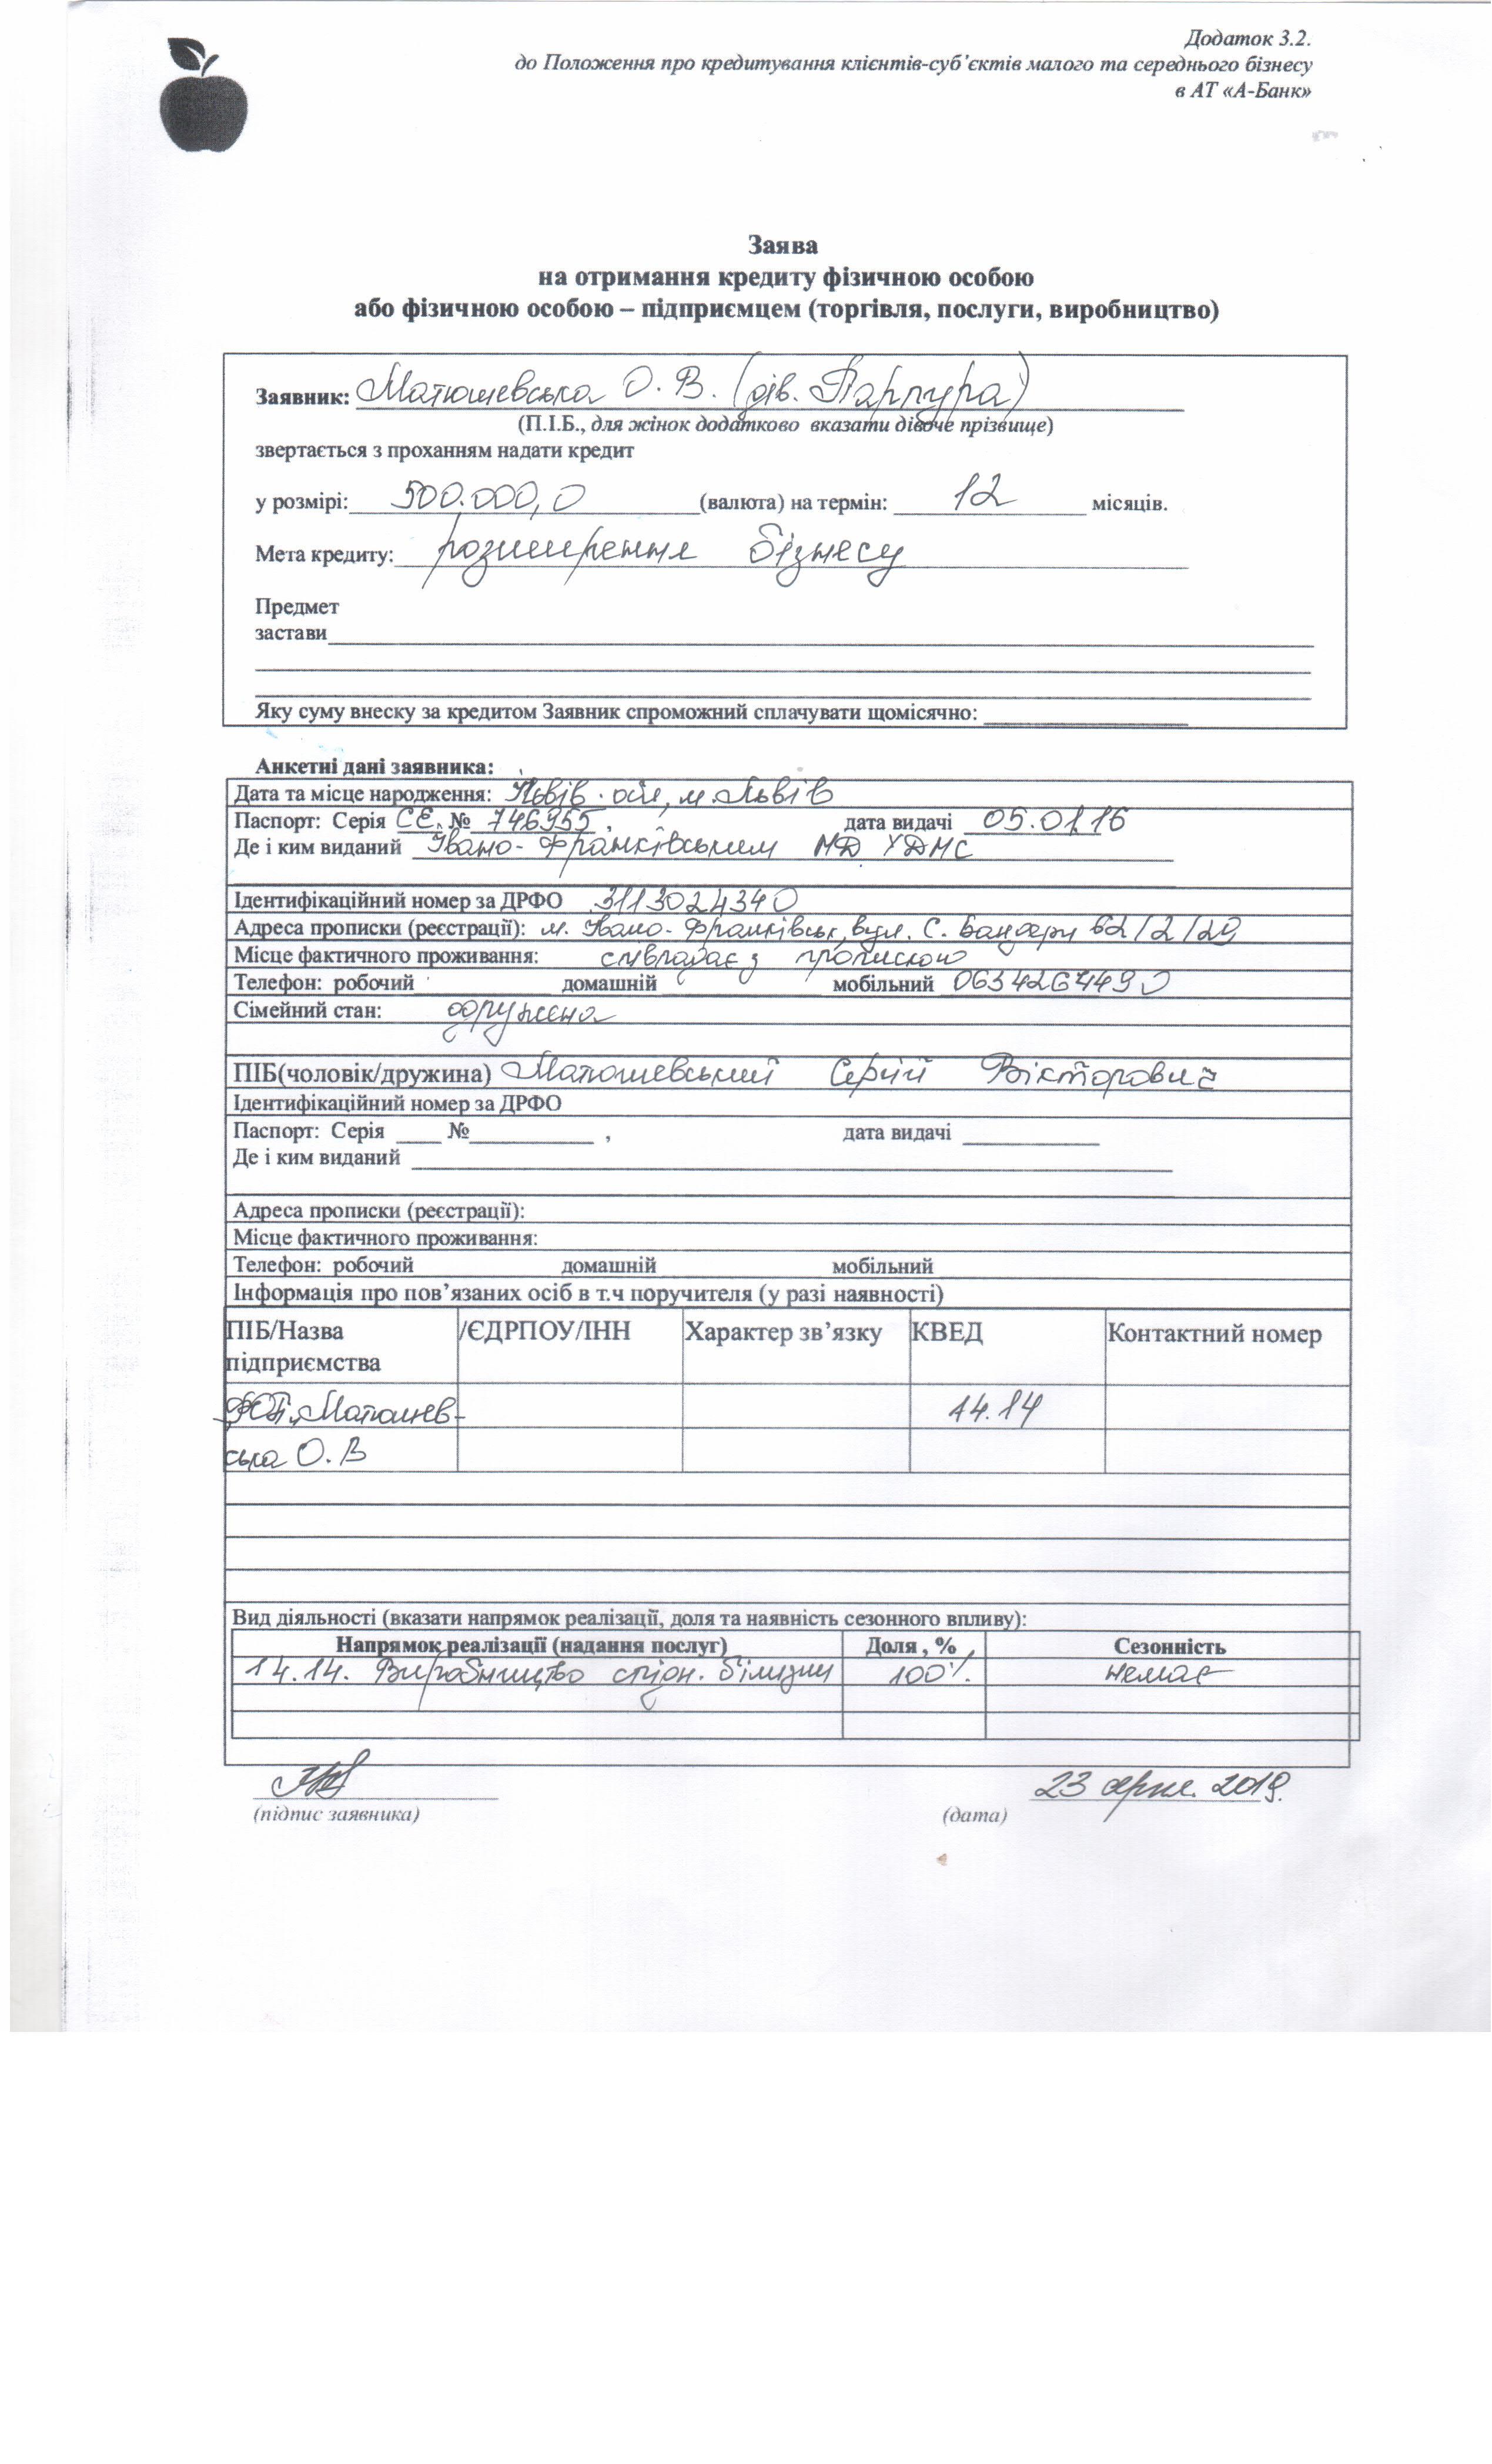 Додаток 3.2.
до Положення про кредитування клієнтів-суб’єктів малого та середнього бізнесу
в АТ «А-Банк»
Заява
на отримання кредиту фізичною особою
або фізичною особою – підприємцем (торгівля, послуги, виробництво)
Заявник: Матюшевська О. В. (дів. Парпура)
(П.І.Б., для жінок додатково вказати дівоче прізвище)
звертається з проханням надати кредит
у розмірі: 500.000,0 (валюта) на термін: 12 місяців.
Мета кредиту: розширення бізнесу
Предмет
застави
Яку суму внеску за кредитом Заявник спроможний сплачувати щомісячно:
Анкетні дані заявника:
Дата та місце народження: Львів. обл, м. Львів
Паспорт: Серія СЕ № 746955 , дата видачі 05.01.16
Де і ким виданий Івано-Франківським МВ УДМС
Ідентифікаційний номер за ДРФО 3113024340
Адреса прописки (реєстрації): м. Івано-Франківськ, вул. С. Бандери 62/2/29
Місце фактичного проживання: співпадає з пропискою
Телефон: робочий домашній мобільний 0634267490
Сімейний стан: одружена
ПІБ(чоловік/дружина) Матюшевський Сергій Вікторович
Ідентифікаційний номер за ДРФО
Паспорт: Серія № , дата видачі
Де і ким виданий
Адреса прописки (реєстрації):
Місце фактичного проживання:
Телефон: робочий домашній мобільний
Інформація про пов’язаних осіб в т.ч поручителя (у разі наявності)
ПІБ/Назва /ЄДРПОУ/ІНН Характер зв’язку КВЕД Контактний номер
підприємства
ФОП Матюшев- 14.14
ська О. В
Вид діяльності (вказати напрямок реалізації, доля та наявність сезонного впливу):
Напрямок реалізації (надання послуг) Доля , % Сезонність
14.14. Виробництво спідн. білизни 100% немає
23 серпн. 2019.
(підпис заявника) (дата)